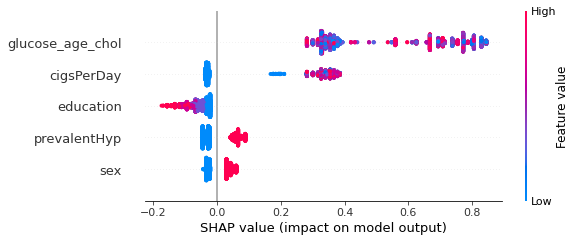 High
glucose_age_chol
cigsPerDay
education
prevalentHyp
sex
Feature value
Low
−0.2 0.0 0.2 0.4 0.6 0.8
SHAP value (impact on model output)